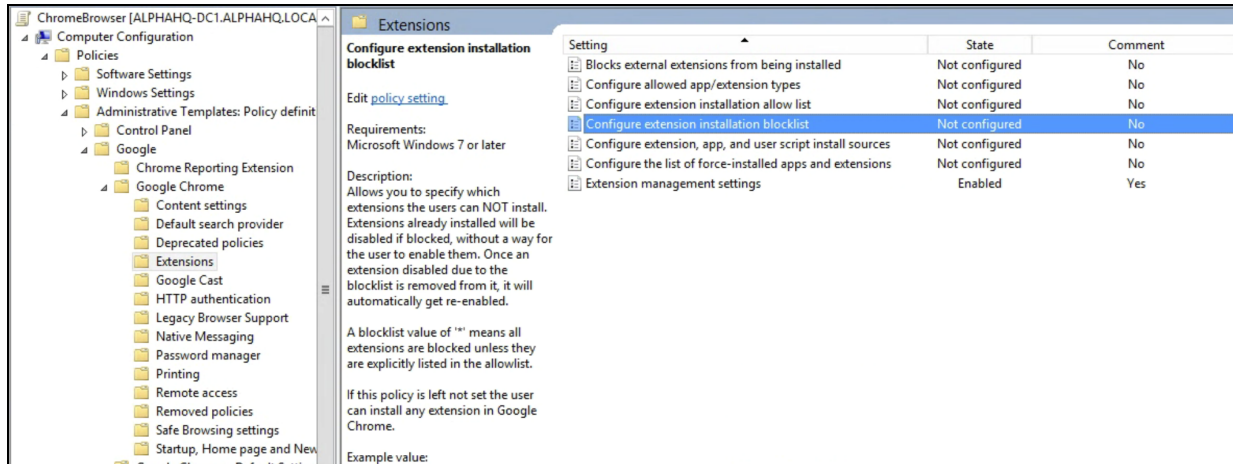 ChromeBrowser [ALPHAHQ-DC1.ALPHAHQ.LOCA
Computer Configuration
Policies
Software Settings
Windows Settings
Administrative Templates: Policy definit
Control Panel
Google
Chrome Reporting Extension
Google Chrome
Content settings
Default search provider
Deprecated policies
Extensions
Google Cast
HTTP authentication
Legacy Browser Support
Native Messaging
Password manager
Printing
Remote access
Removed policies
Safe Browsing settings
Startup, Home page and New
Extensions
Configure extension installation
blocklist
Edit policy setting
Requirements:
Microsoft Windows 7 or later
Description:
Allows you to specify which
extensions the users can NOT install.
Extensions already installed will be
disabled if blocked, without a way for
the user to enable them. Once an
extension disabled due to the
blocklist is removed from it, it will
automatically get re-enabled.
A blocklist value of '*' means all
extensions are blocked unless they
are explicitly listed in the allowlist.
If this policy is left not set the user
can install any extension in Google
Chrome.
Example value:
Setting State Comment
Blocks external extensions from being installed Not configured No
Configure allowed app/extension types Not configured No
Configure extension installation allow list Not configured No
Configure extension installation blocklist Not configured No
Configure extension, app, and user script install sources Not configured No
Configure the list of force-installed apps and extensions Not configured No
Extension management settings Enabled Yes